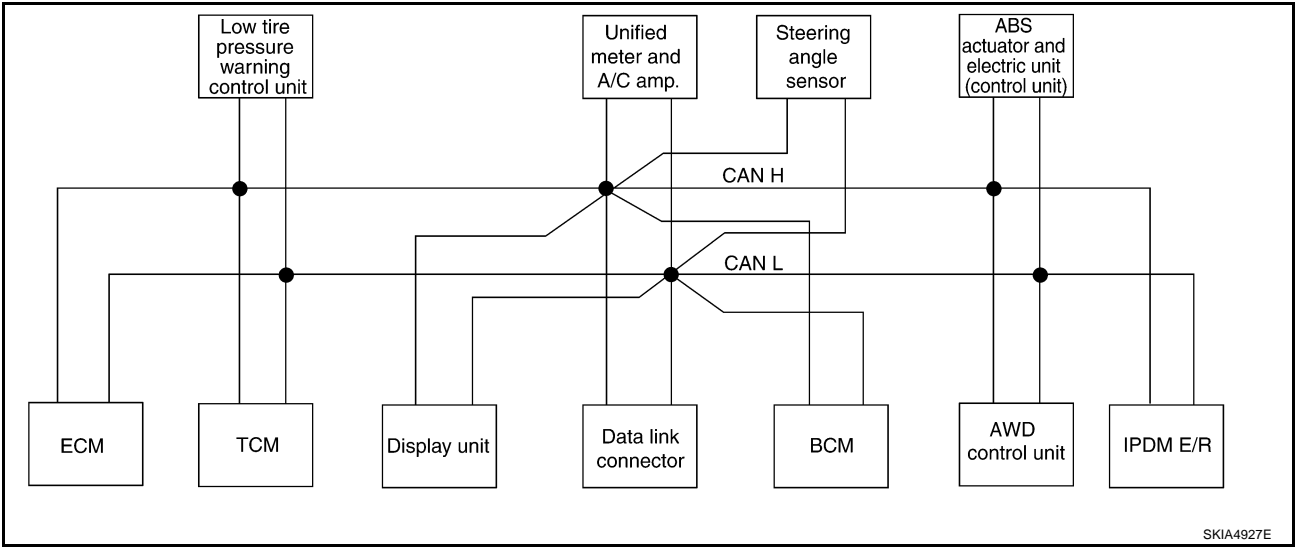 Low tire
pressure
warning
control unit
Unified
meter and
A/C amp.
Steering
angle
sensor
ABS
actuator and
electric unit
(control unit)
CAN H
CAN L
ECM
TCM
Display unit
Data link
connector
BCM
AWD
control unit
IPDM E/R
SKIA4927E